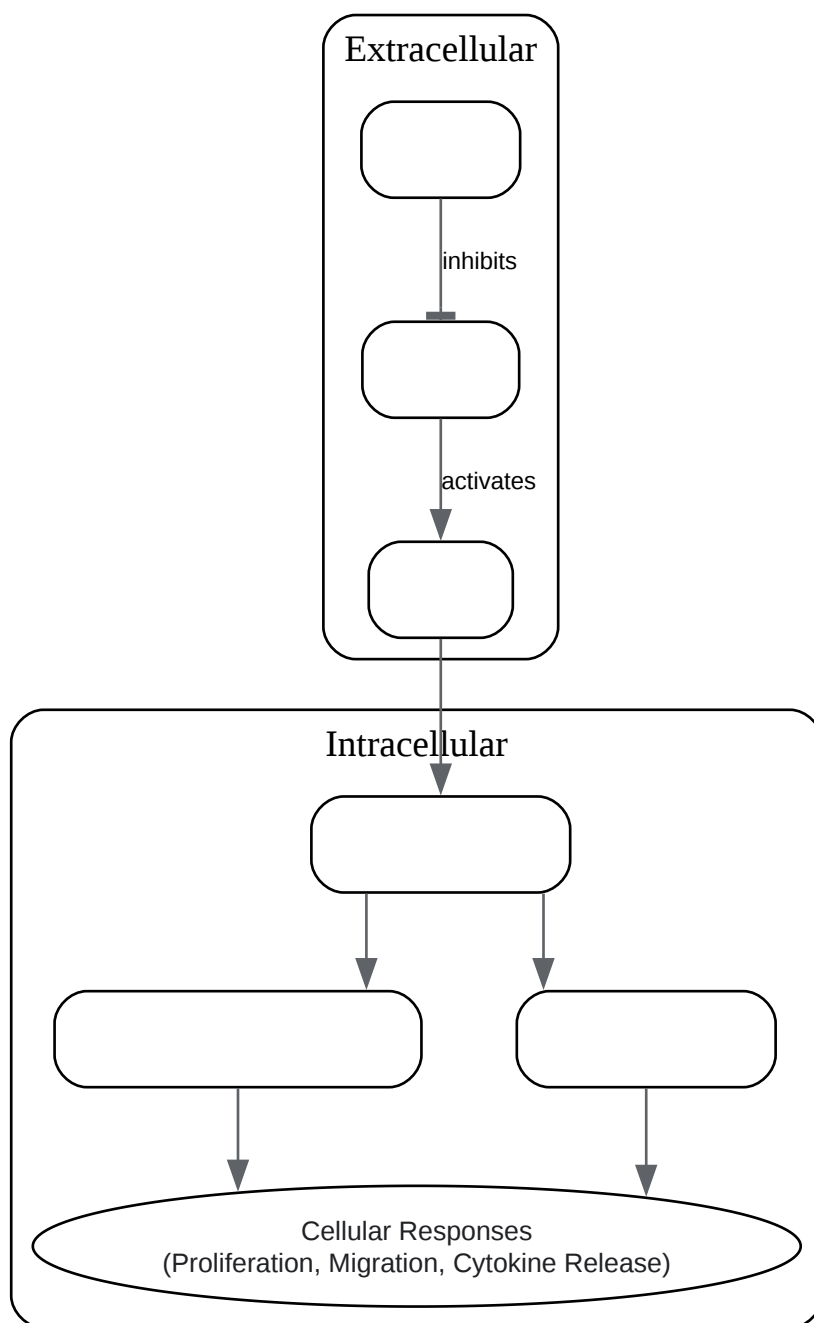 Extracellular
inhibits
activates
Intracellular
Cellular Responses
(Proliferation, Migration, Cytokine Release)